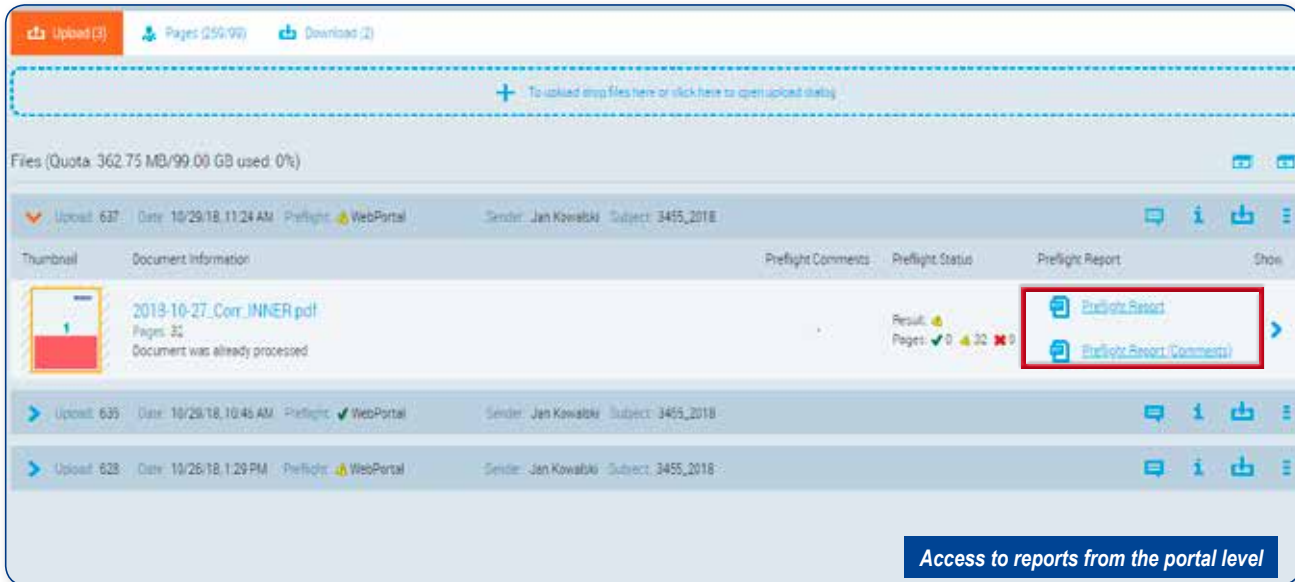 Upload (3) Pages (259/99) Download (2)
To upload drop files here or click here to open upload dialog
Files (Quota: 362.75 MB/99.00 GB used: 0%)
Upload: 637 Date: 10/29/18, 11:24 AM Preflight: WebPortal Sender: Jan Kowalski Subject: 3455_2018
Thumbnail Document Information Preflight Comments Preflight Status Preflight Report Show
1
2018-10-27_Corr_INNER.pdf
Pages: 32
Document was already processed
-
Result:
Pages: 0 32 0
Preflight Report
Preflight Report (Comments)
Upload: 635 Date: 10/29/18, 10:46 AM Preflight: WebPortal Sender: Jan Kowalski Subject: 3455_2018
Upload: 628 Date: 10/26/18, 1:29 PM Preflight: WebPortal Sender: Jan Kowalski Subject: 3455_2018
Access to reports from the portal level